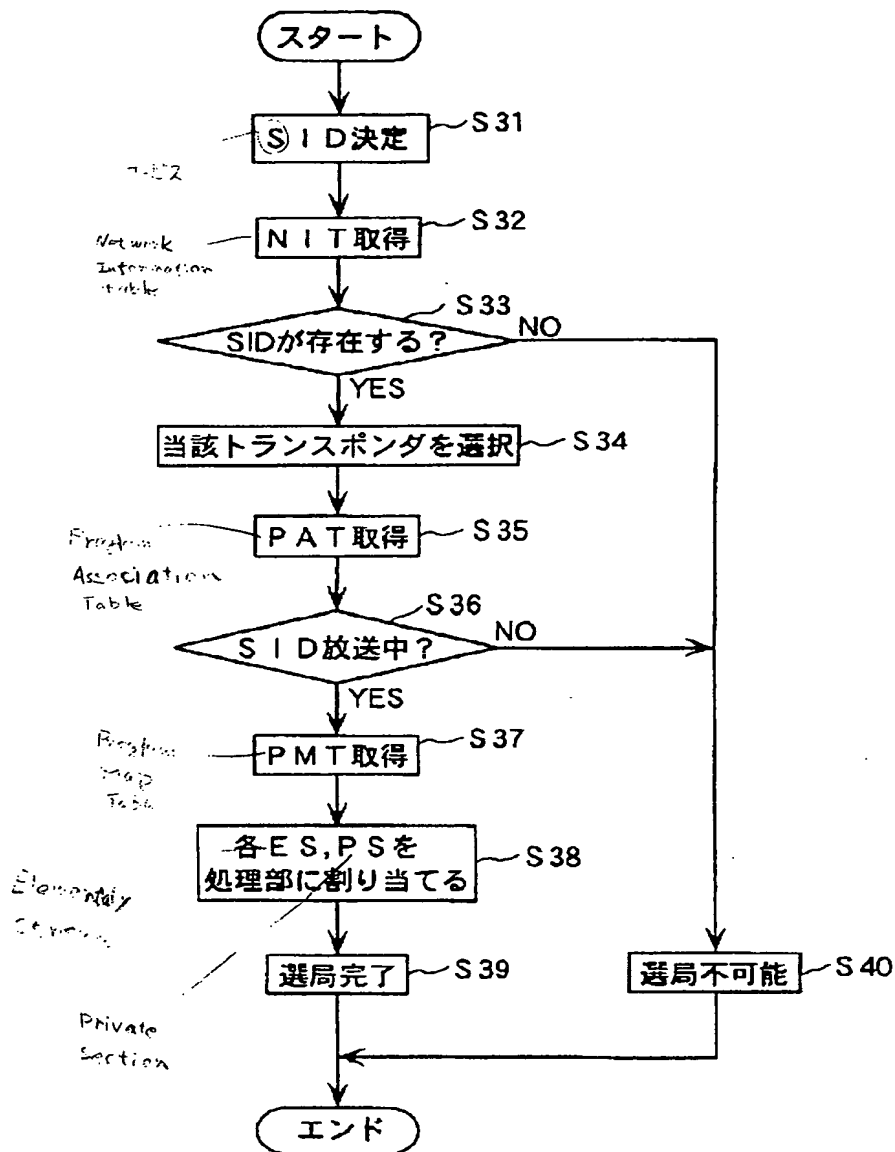 スタート
SID決定
S31
NIT取得
S32
Network
Information
table
SIDが存在する?
S33
NO
YES
当該トランスポンダを選択
S34
PAT取得
S35
Program
Association
Table
SID放送中?
S36
NO
YES
PMT取得
S37
Program
Map
Table
各ES,PSを
処理部に割り当てる
S38
Elementary
選局完了
S39
選局不可能
S40
Private
Section
エンド